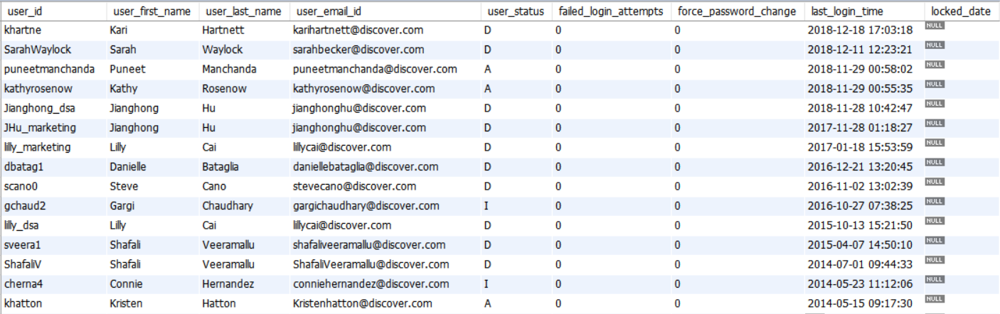 user_id user_first_name user_last_name user_email_id user_status failed_login_attempts force_password_change last_login_time locked_date
khartne Kari Hartnett karihartnett@discover.com D 0 0 2018-12-18 17:03:18 NULL
SarahWaylock Sarah Waylock sarahbecker@discover.com D 0 0 2018-12-11 12:23:21 NULL
puneetmanchanda Puneet Manchanda puneetmanchanda@discover.com A 0 0 2018-11-29 00:58:02 NULL
kathyrosenow Kathy Rosenow kathyrosenow@discover.com A 0 0 2018-11-29 00:55:35 NULL
Jianghong_dsa Jianghong Hu jianghonghu@discover.com D 0 0 2018-11-28 10:42:47 NULL
JHu_marketing Jianghong Hu jianghonghu@discover.com D 0 0 2017-11-28 01:18:27 NULL
lilly_marketing Lilly Cai lillycai@discover.com D 0 0 2017-01-18 15:53:59 NULL
dbatag1 Danielle Bataglia daniellebataglia@discover.com D 0 0 2016-12-21 13:20:45 NULL
scano0 Steve Cano stevecano@discover.com D 0 0 2016-11-02 13:02:39 NULL
gchaud2 Gargi Chaudhary gargichaudhary@discover.com I 0 0 2016-10-27 07:38:25 NULL
lilly_dsa Lilly Cai lillycai@discover.com D 0 0 2015-10-13 15:21:50 NULL
sveera1 Shafali Veeramallu shafaliveeramallu@discover.com D 0 0 2015-04-07 14:50:10 NULL
ShafaliV Shafali Veeramallu ShafaliVeeramallu@discover.com D 0 0 2014-07-01 09:44:33 NULL
cherna4 Connie Hernandez conniehernandez@discover.com I 0 0 2014-05-23 11:12:06 NULL
khatton Kristen Hatton Kristenhatton@discover.com A 0 0 2014-05-15 09:17:30 NULL